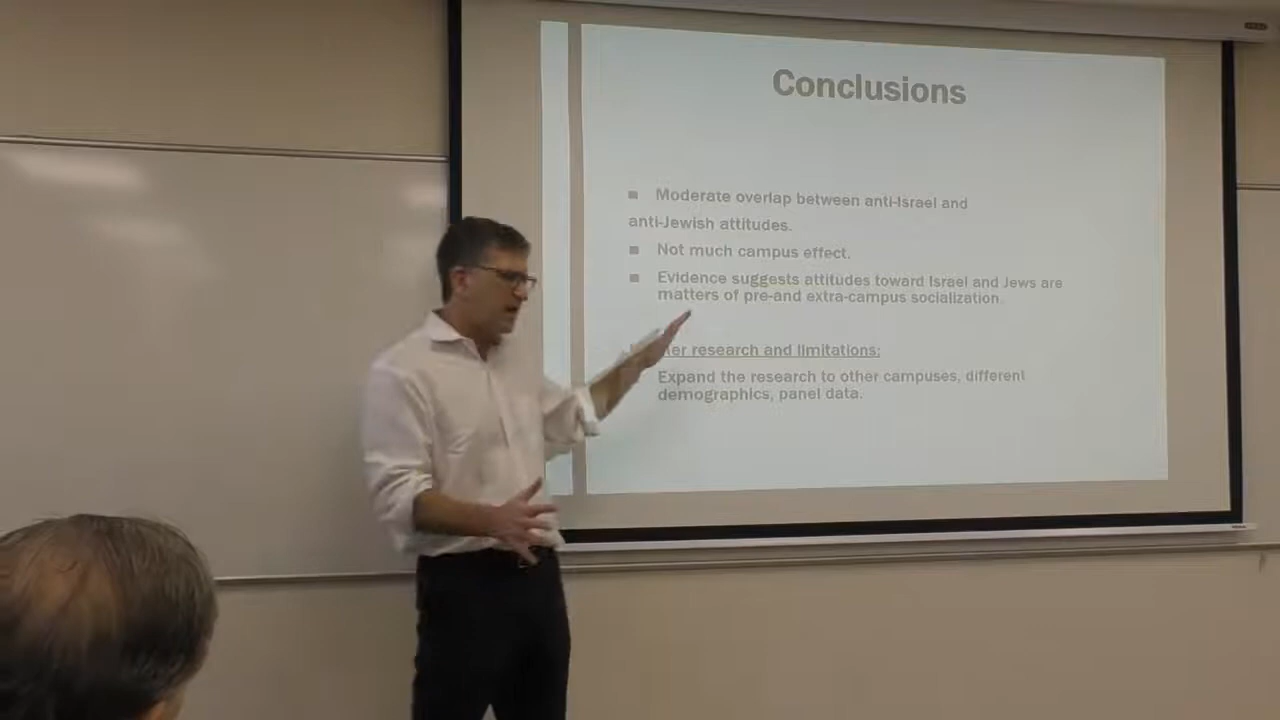 Conclusions
Moderate overlap between anti-Israel and
anti-Jewish attitudes.
Not much campus effect.
Evidence suggests attitudes toward Israel and Jews are
matters of pre-and extra-campus socialization.
research and limitations:
Expand the research to other campuses, different
demographics, panel data.